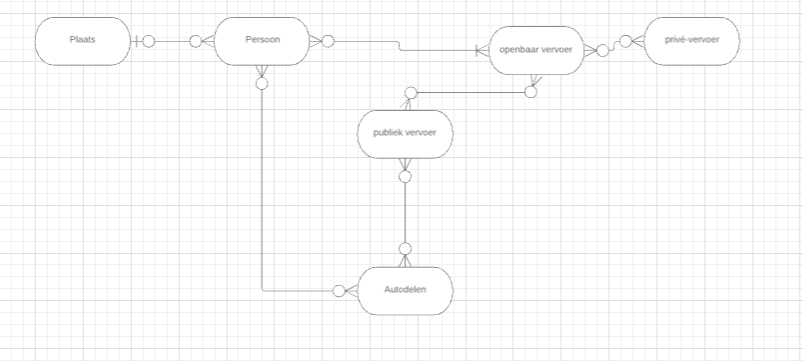 Plaats
Persoon
openbaar vervoer
privé-vervoer
publiek vervoer
Autodelen